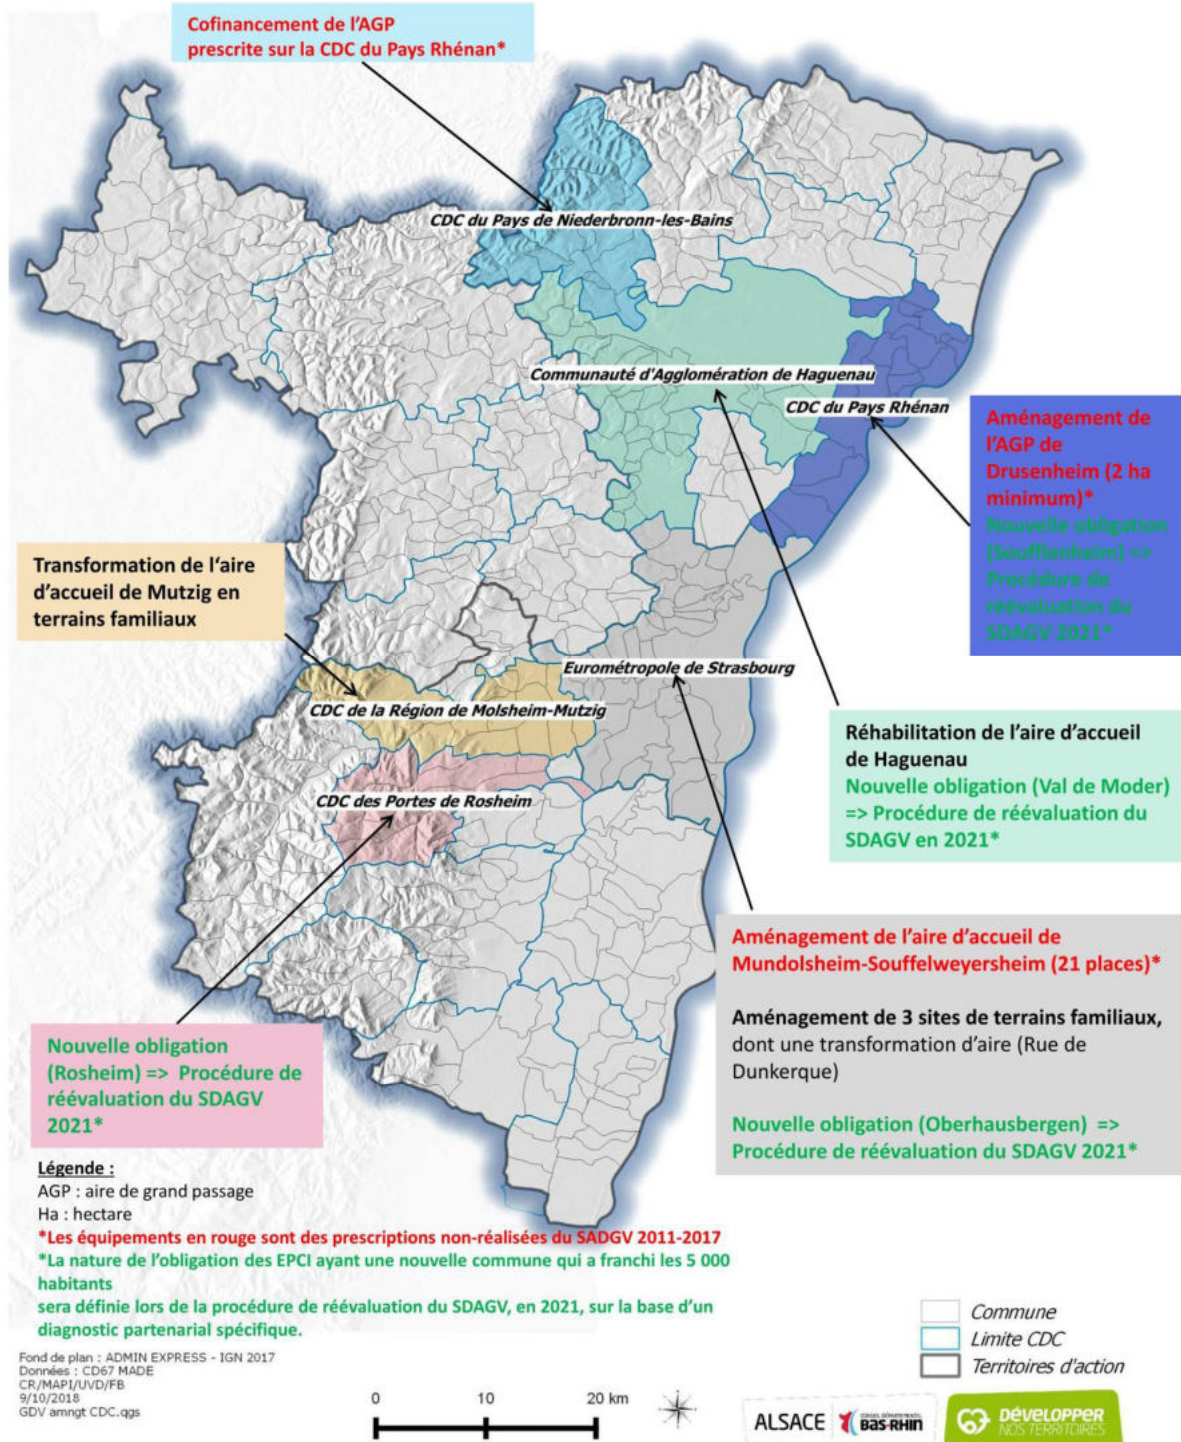 Cofinancement de l'AGP
prescrite sur la CDC du Pays Rhénan*
CDC du Pays de Niederbronn-les-Bains
Communauté d'Agglomération de Haguenau
CDC du Pays Rhénan
Aménagement de
l'AGP de
Drusenheim (2 ha
minimum)*
Nouvelle obligation
(Soufflenheim) =>
Procédure de
réévaluation du
SDAGV 2021*
Transformation de l'aire
d'accueil de Mutzig en
terrains familiaux
Eurométropole de Strasbourg
CDC de la Région de Molsheim-Mutzig
Réhabilitation de l'aire d'accueil
de Haguenau
Nouvelle obligation (Val de Moder)
=> Procédure de réévaluation du
SDAGV en 2021*
CDC des Portes de Rosheim
Aménagement de l'aire d'accueil de
Mundolsheim-Souffelweyersheim (21 places)*
Aménagement de 3 sites de terrains familiaux,
dont une transformation d'aire (Rue de
Dunkerque)
Nouvelle obligation (Oberhausbergen) =>
Procédure de réévaluation du SDAGV 2021*
Nouvelle obligation
(Rosheim) => Procédure de
réévaluation du SDAGV
2021*
Légende :
AGP : aire de grand passage
Ha : hectare
*Les équipements en rouge sont des prescriptions non-réalisées du SADGV 2011-2017
*La nature de l'obligation des EPCI ayant une nouvelle commune qui a franchi les 5 000
habitants
sera définie lors de la procédure de réévaluation du SDAGV, en 2021, sur la base d'un
diagnostic partenarial spécifique.
Commune
Limite CDC
Territoires d'action
Fond de plan : ADMIN EXPRESS - IGN 2017
Données : CD67 MADE
CR/MAPI/UVD/FB
9/10/2018
GDV amngt CDC.qgs
0 10 20 km
ALSACE
CONSEIL DÉPARTEMENTAL
BAS-RHIN
DÉVELOPPER
NOS TERRITOIRES